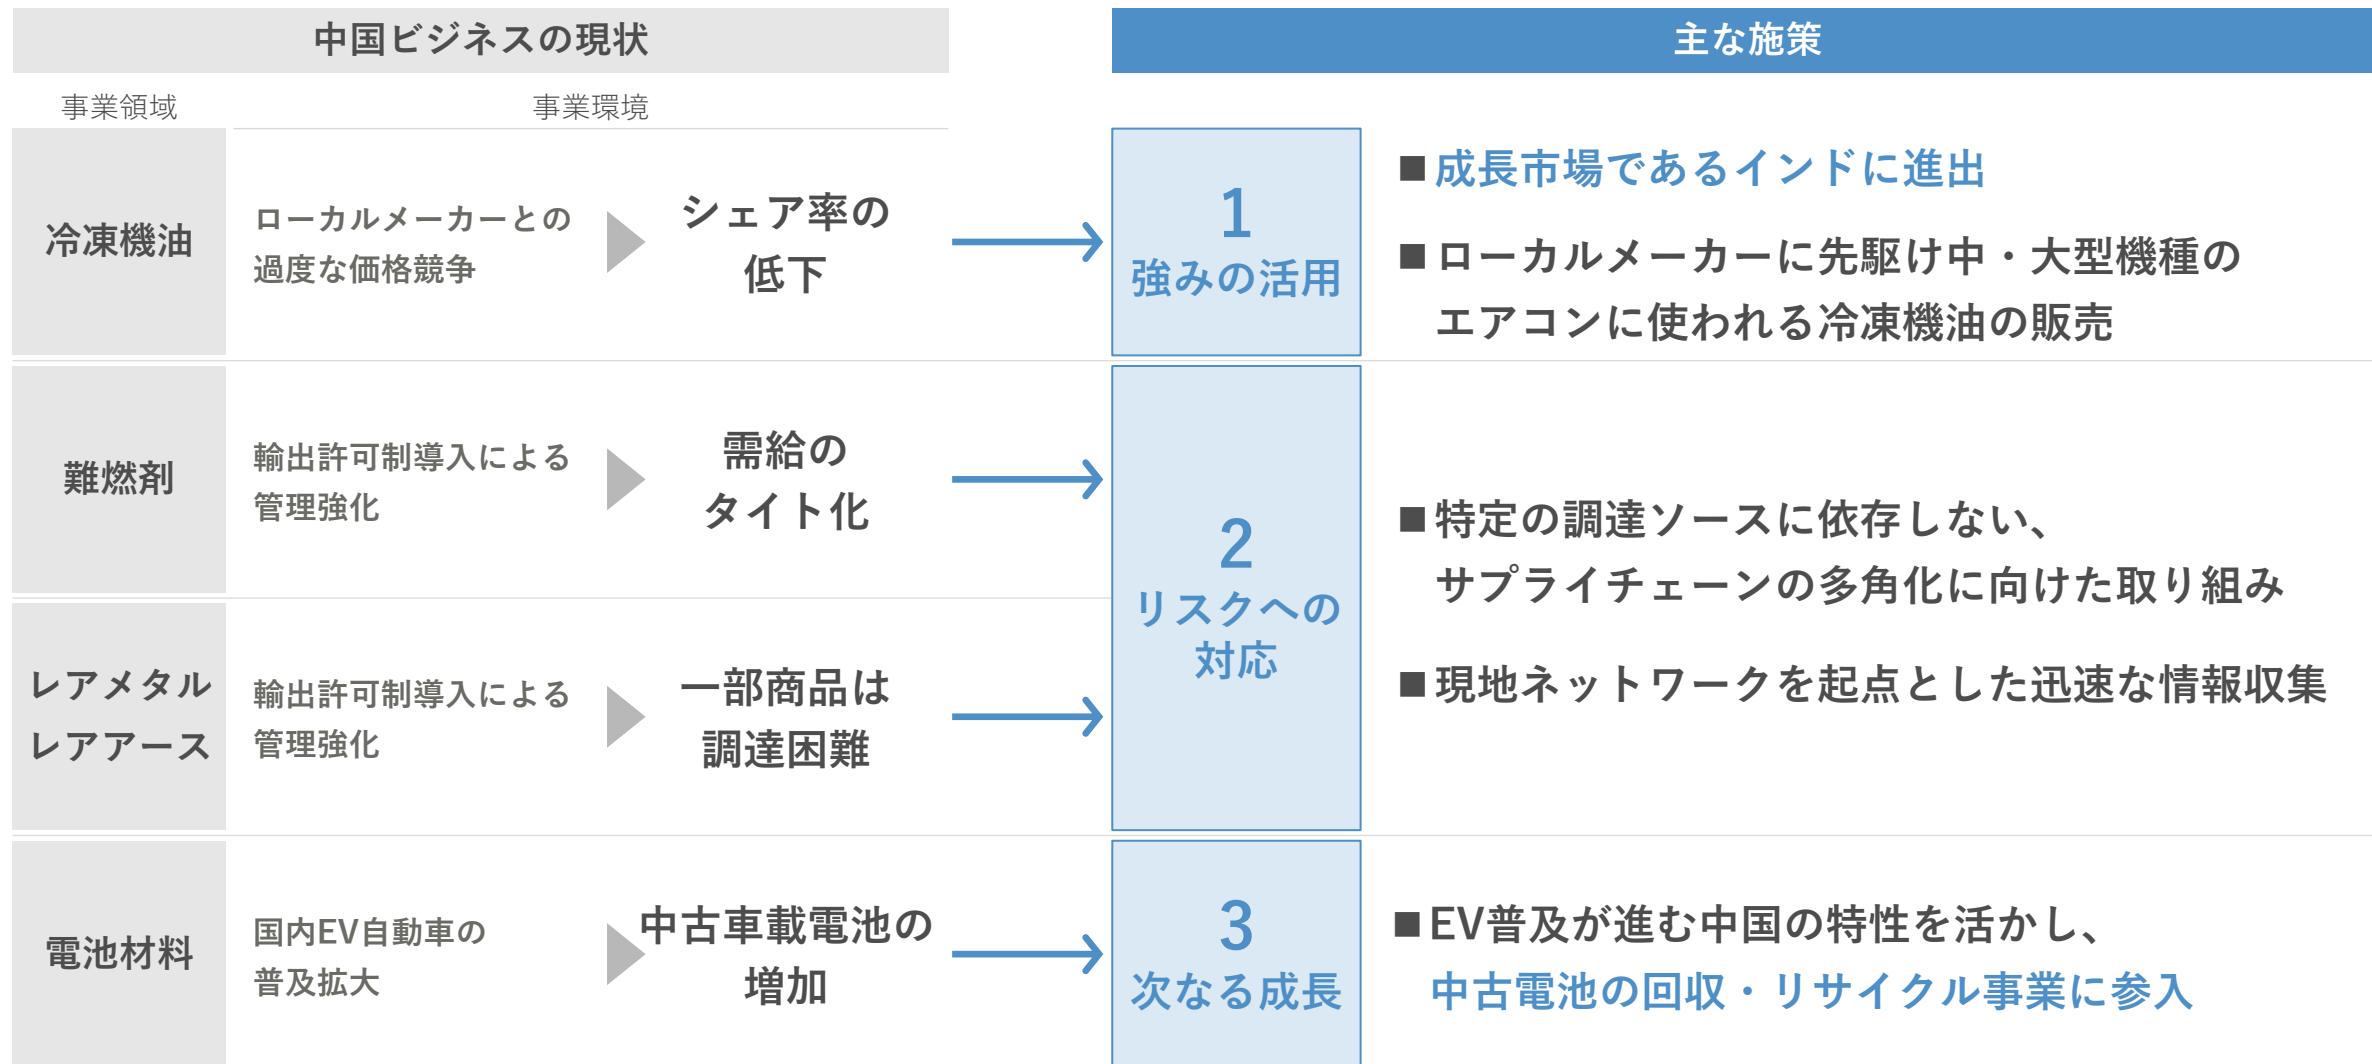 中国ビジネスの現状
主な施策
事業領域
事業環境
冷凍機油
ローカルメーカーとの
過度な価格競争
シェア率の
低下
1
強みの活用
■成長市場であるインドに進出
■ローカルメーカーに先駆け中・大型機種の
エアコンに使われる冷凍機油の販売
難燃剤
輸出許可制導入による
管理強化
需給の
タイト化
レアメタル
レアアース
輸出許可制導入による
管理強化
一部商品は
調達困難
2
リスクへの
対応
■特定の調達ソースに依存しない、
サプライチェーンの多角化に向けた取り組み
■現地ネットワークを起点とした迅速な情報収集
電池材料
国内EV自動車の
普及拡大
中古車載電池の
増加
3
次なる成長
■EV普及が進む中国の特性を活かし、
中古電池の回収・リサイクル事業に参入